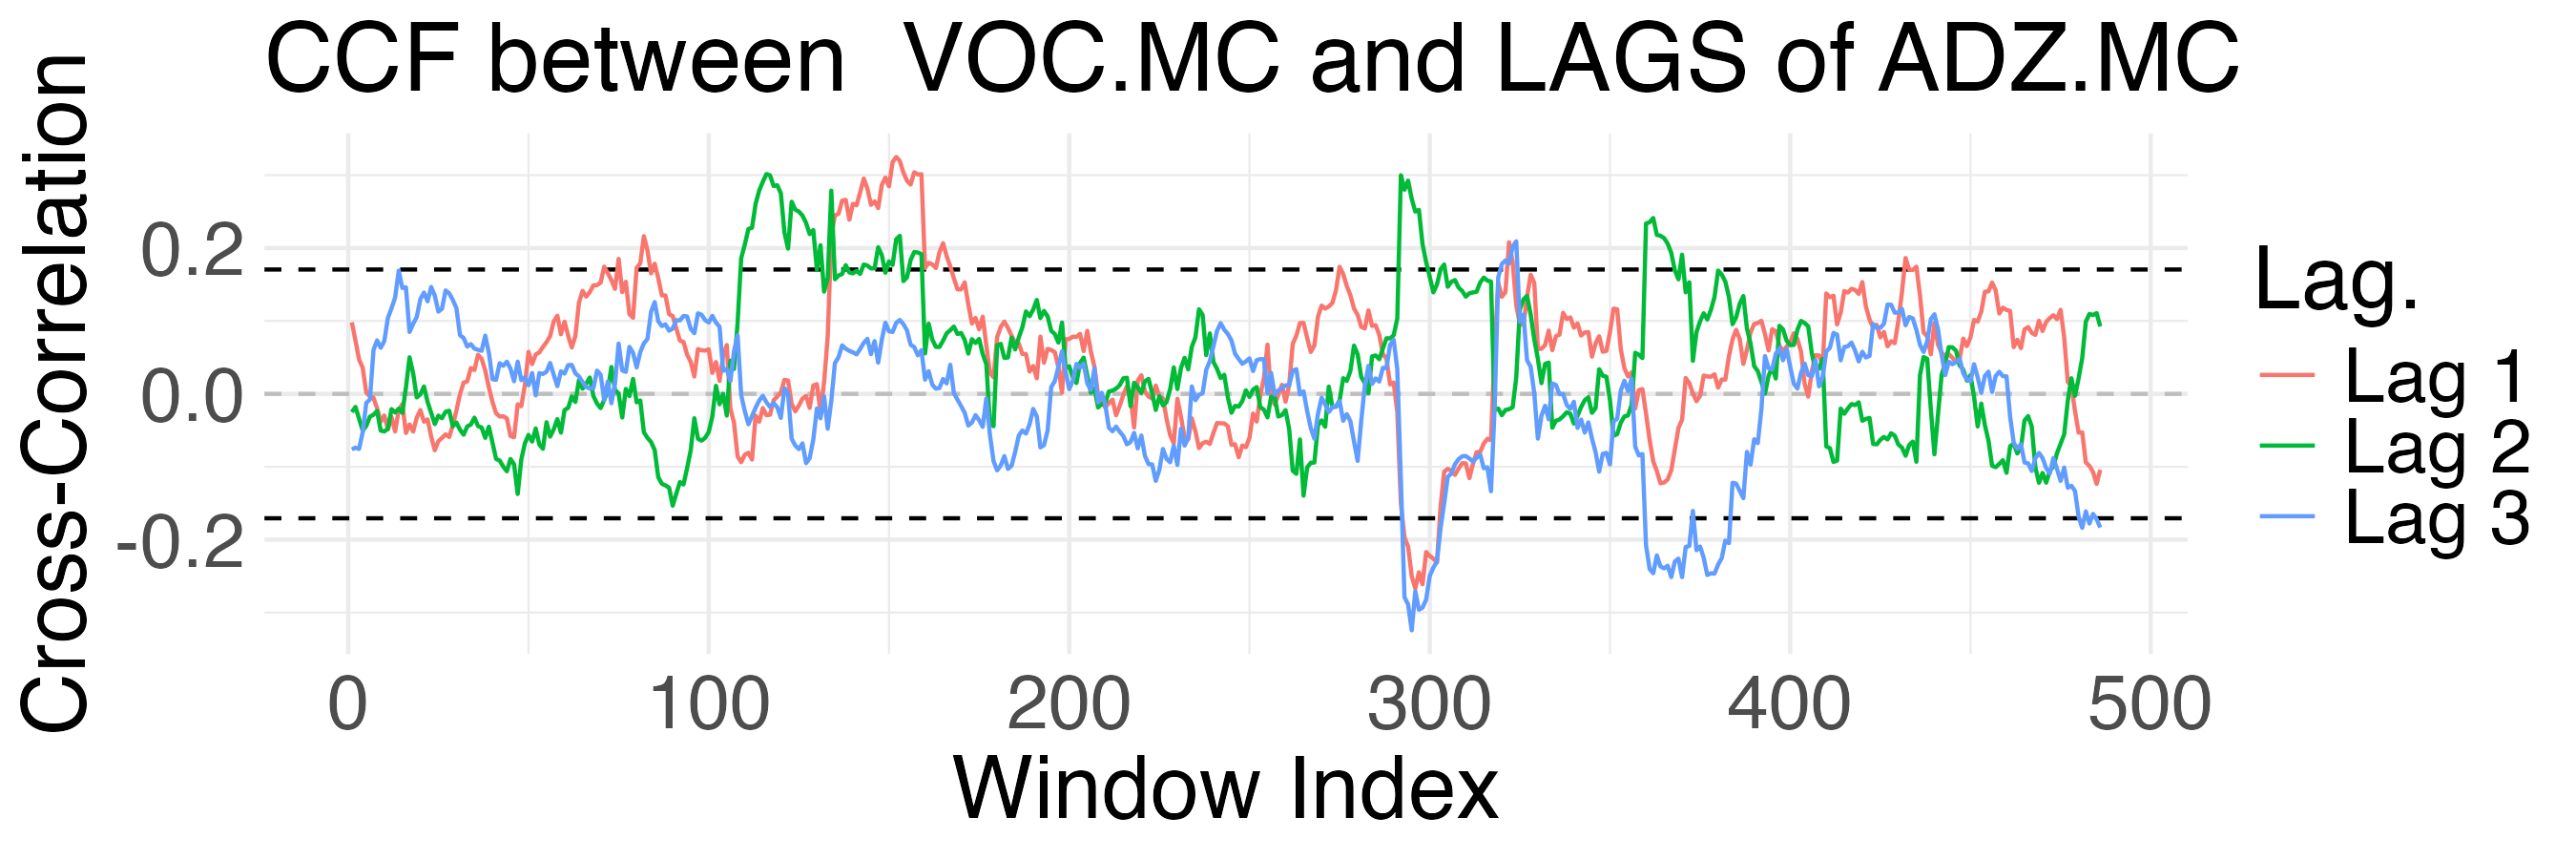 CCF between  VOC.MC and LAGS of ADZ.MC
Cross-Correlation
0.2
0.0
-0.2
0 100 200 300 400 500
Window Index
Lag.
Lag 1
Lag 2
Lag 3